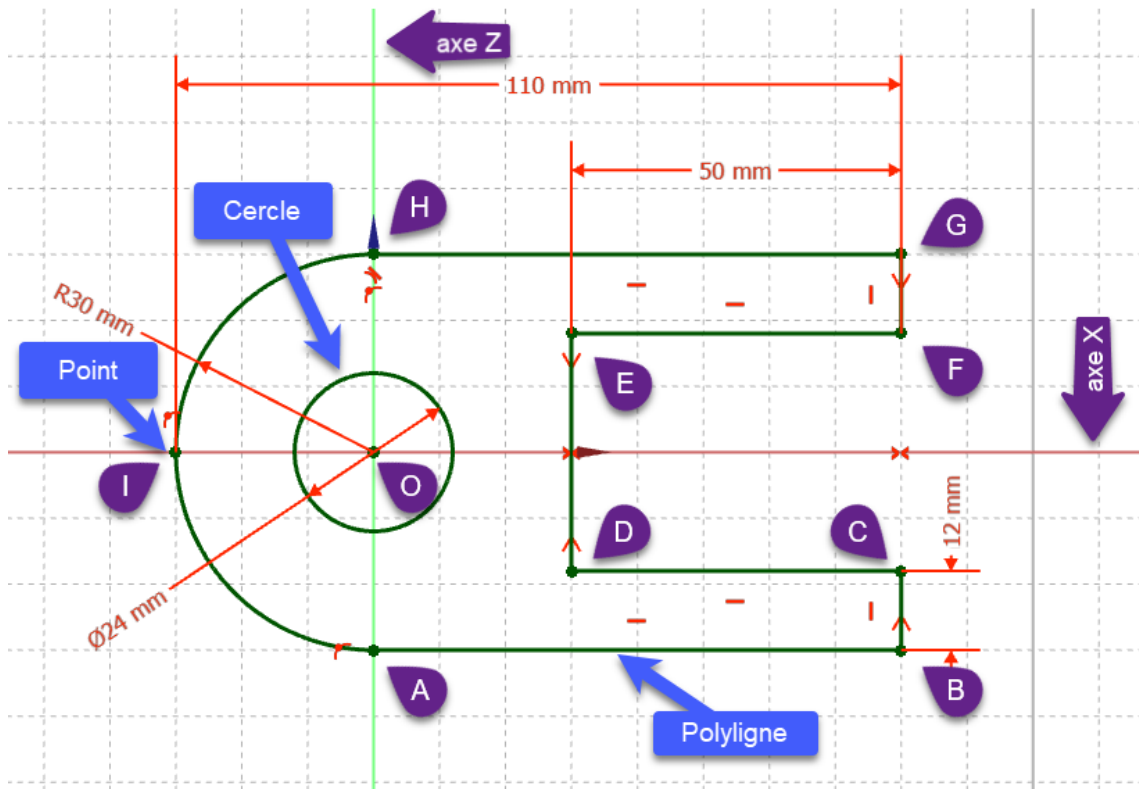 axe Z
110 mm
50 mm
Cercle
H
G
R30 mm
Point
E
F
axe X
I
O
D
C
12 mm
Ø24 mm
A
B
Polyligne